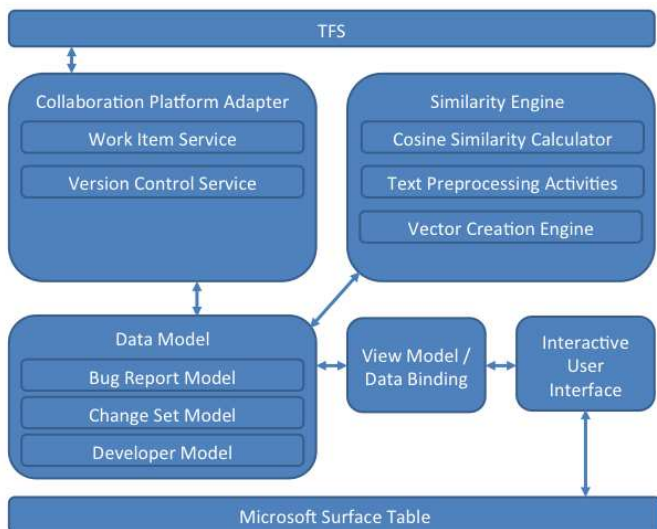 TFS
Collaboration Platform Adapter
Work Item Service
Version Control Service
Similarity Engine
Cosine Similarity Calculator
Text Preprocessing Activities
Vector Creation Engine
Data Model
Bug Report Model
Change Set Model
Developer Model
View Model /
Data Binding
Interactive
User
Interface
Microsoft Surface Table